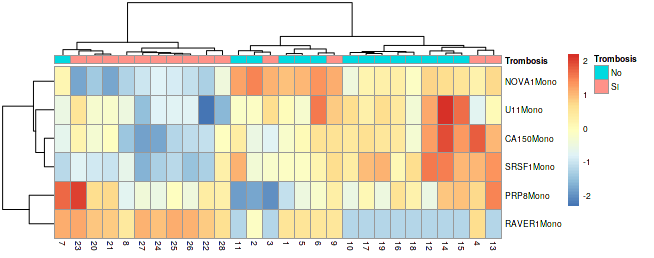 Trombosis
NOVA1Mono
U11Mono
CA150Mono
SRSF1Mono
PRP8Mono
RAVER1Mono
7 23 20 21 8 27 24 25 26 22 28 11 2 3 1 5 6 9 10 17 19 16 18 12 14 15 4 13
2
1
0
-1
-2
Trombosis
No
SI